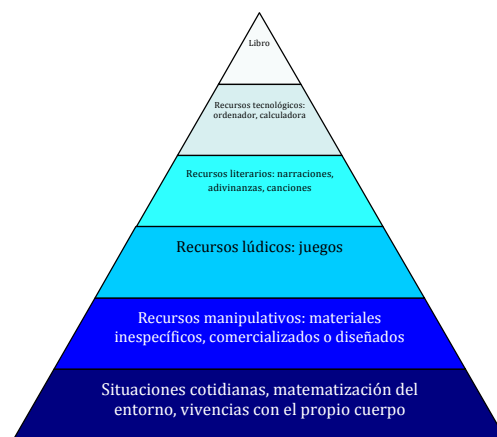 Libro
Recursos tecnológicos:
ordenador, calculadora
Recursos literarios: narraciones,
adivinanzas, canciones
Recursos lúdicos: juegos
Recursos manipulativos: materiales
inespecíficos, comercializados o diseñados
Situaciones cotidianas, matematización del
entorno, vivencias con el propio cuerpo